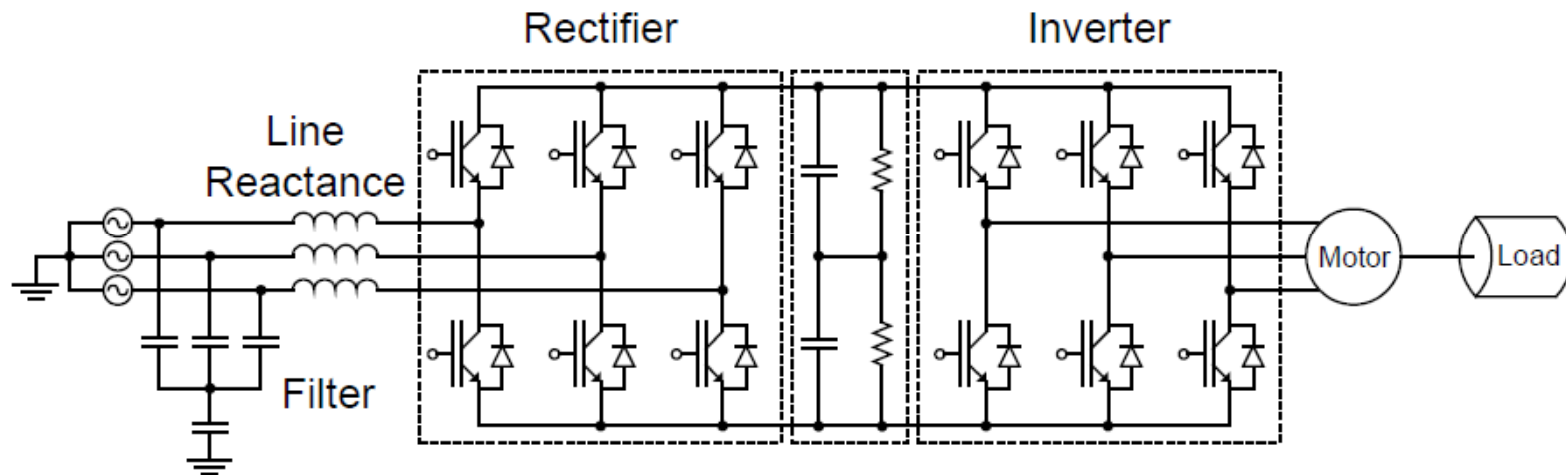 Rectifier
Inverter
Line
Reactance
Motor
Load
Filter